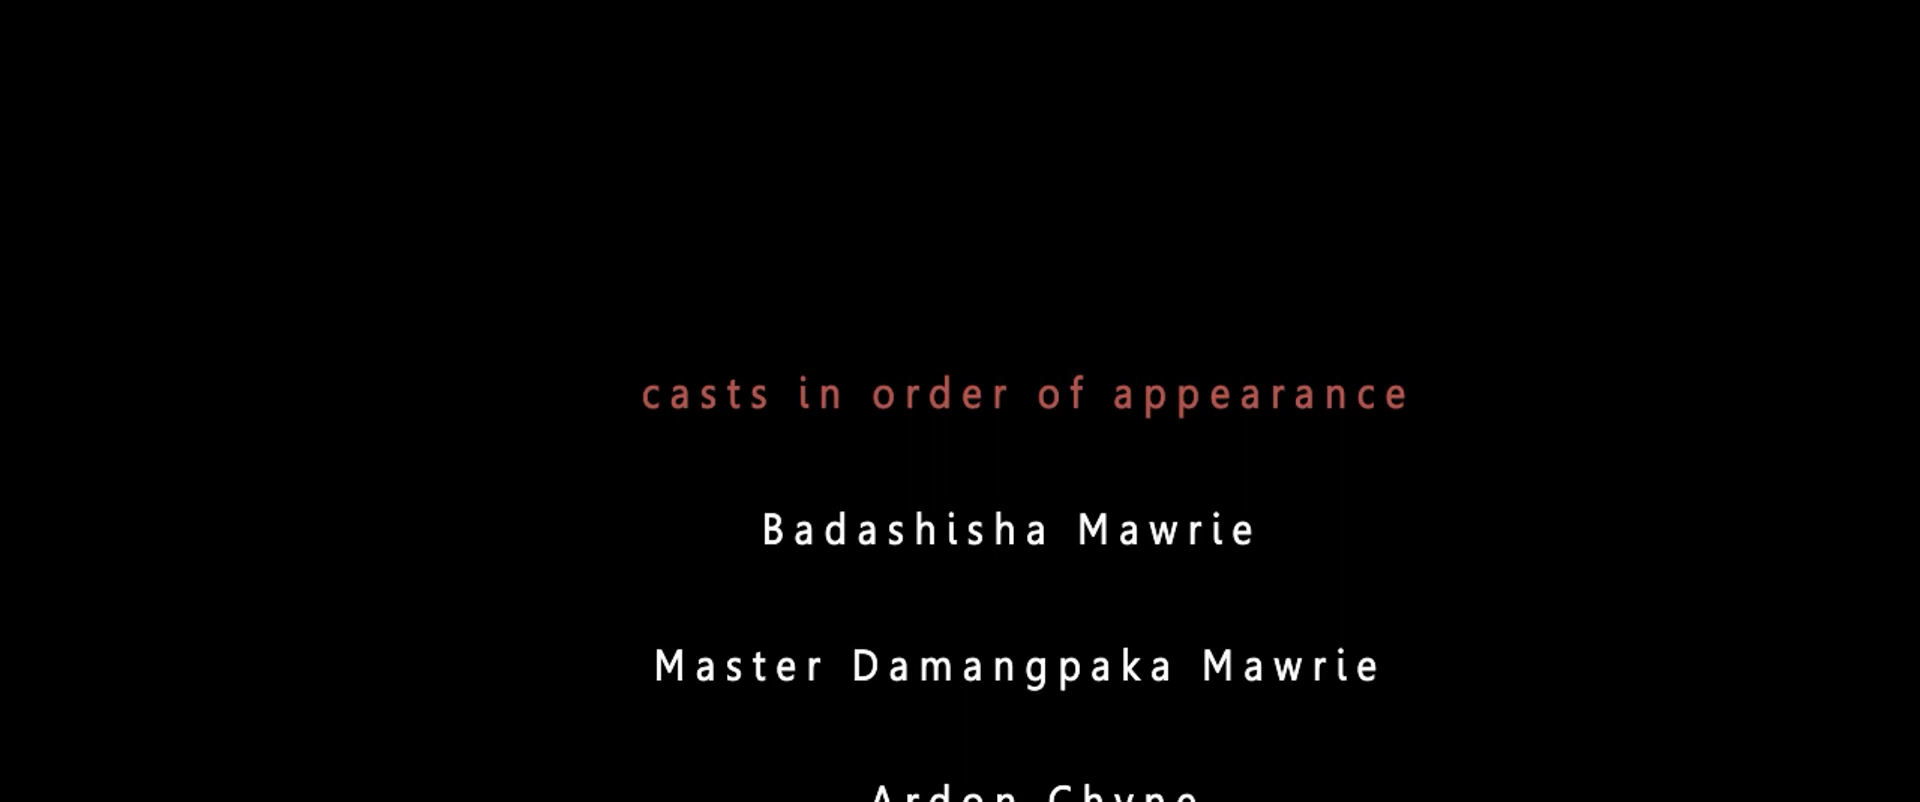 casts in order of appearance
Badashisha Mawrie
Master Damangpaka Mawrie